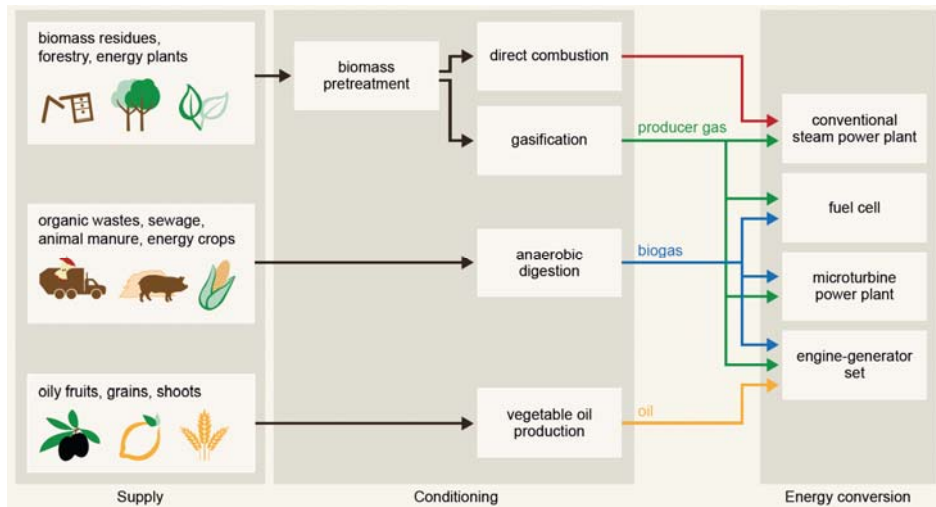 biomass residues,
forestry, energy plants
biomass
pretreatment
direct combustion
gasification
producer gas
conventional
steam power plant
fuel cell
organic wastes, sewage,
animal manure, energy crops
anaerobic
digestion
biogas
microturbine
power plant
engine-generator
set
oily fruits, grains, shoots
vegetable oil
production
oil
Supply
Conditioning
Energy conversion